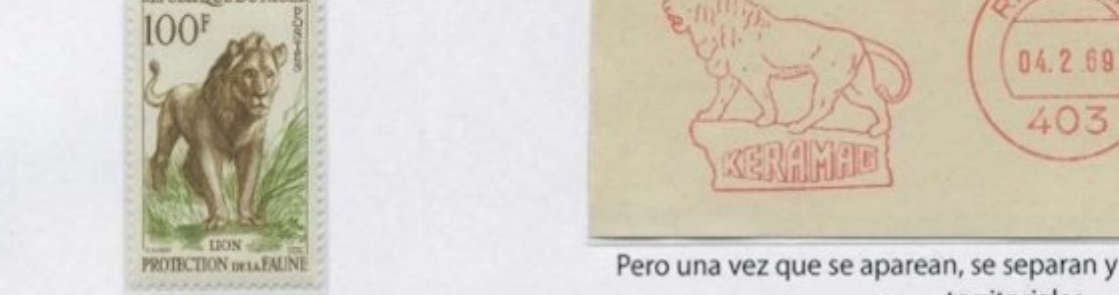 100F
POSTES
LION
PROTECTION DE LA FAUNE
KERAMAG
04.2.69
403
Pero una vez que se aparean, se separan y